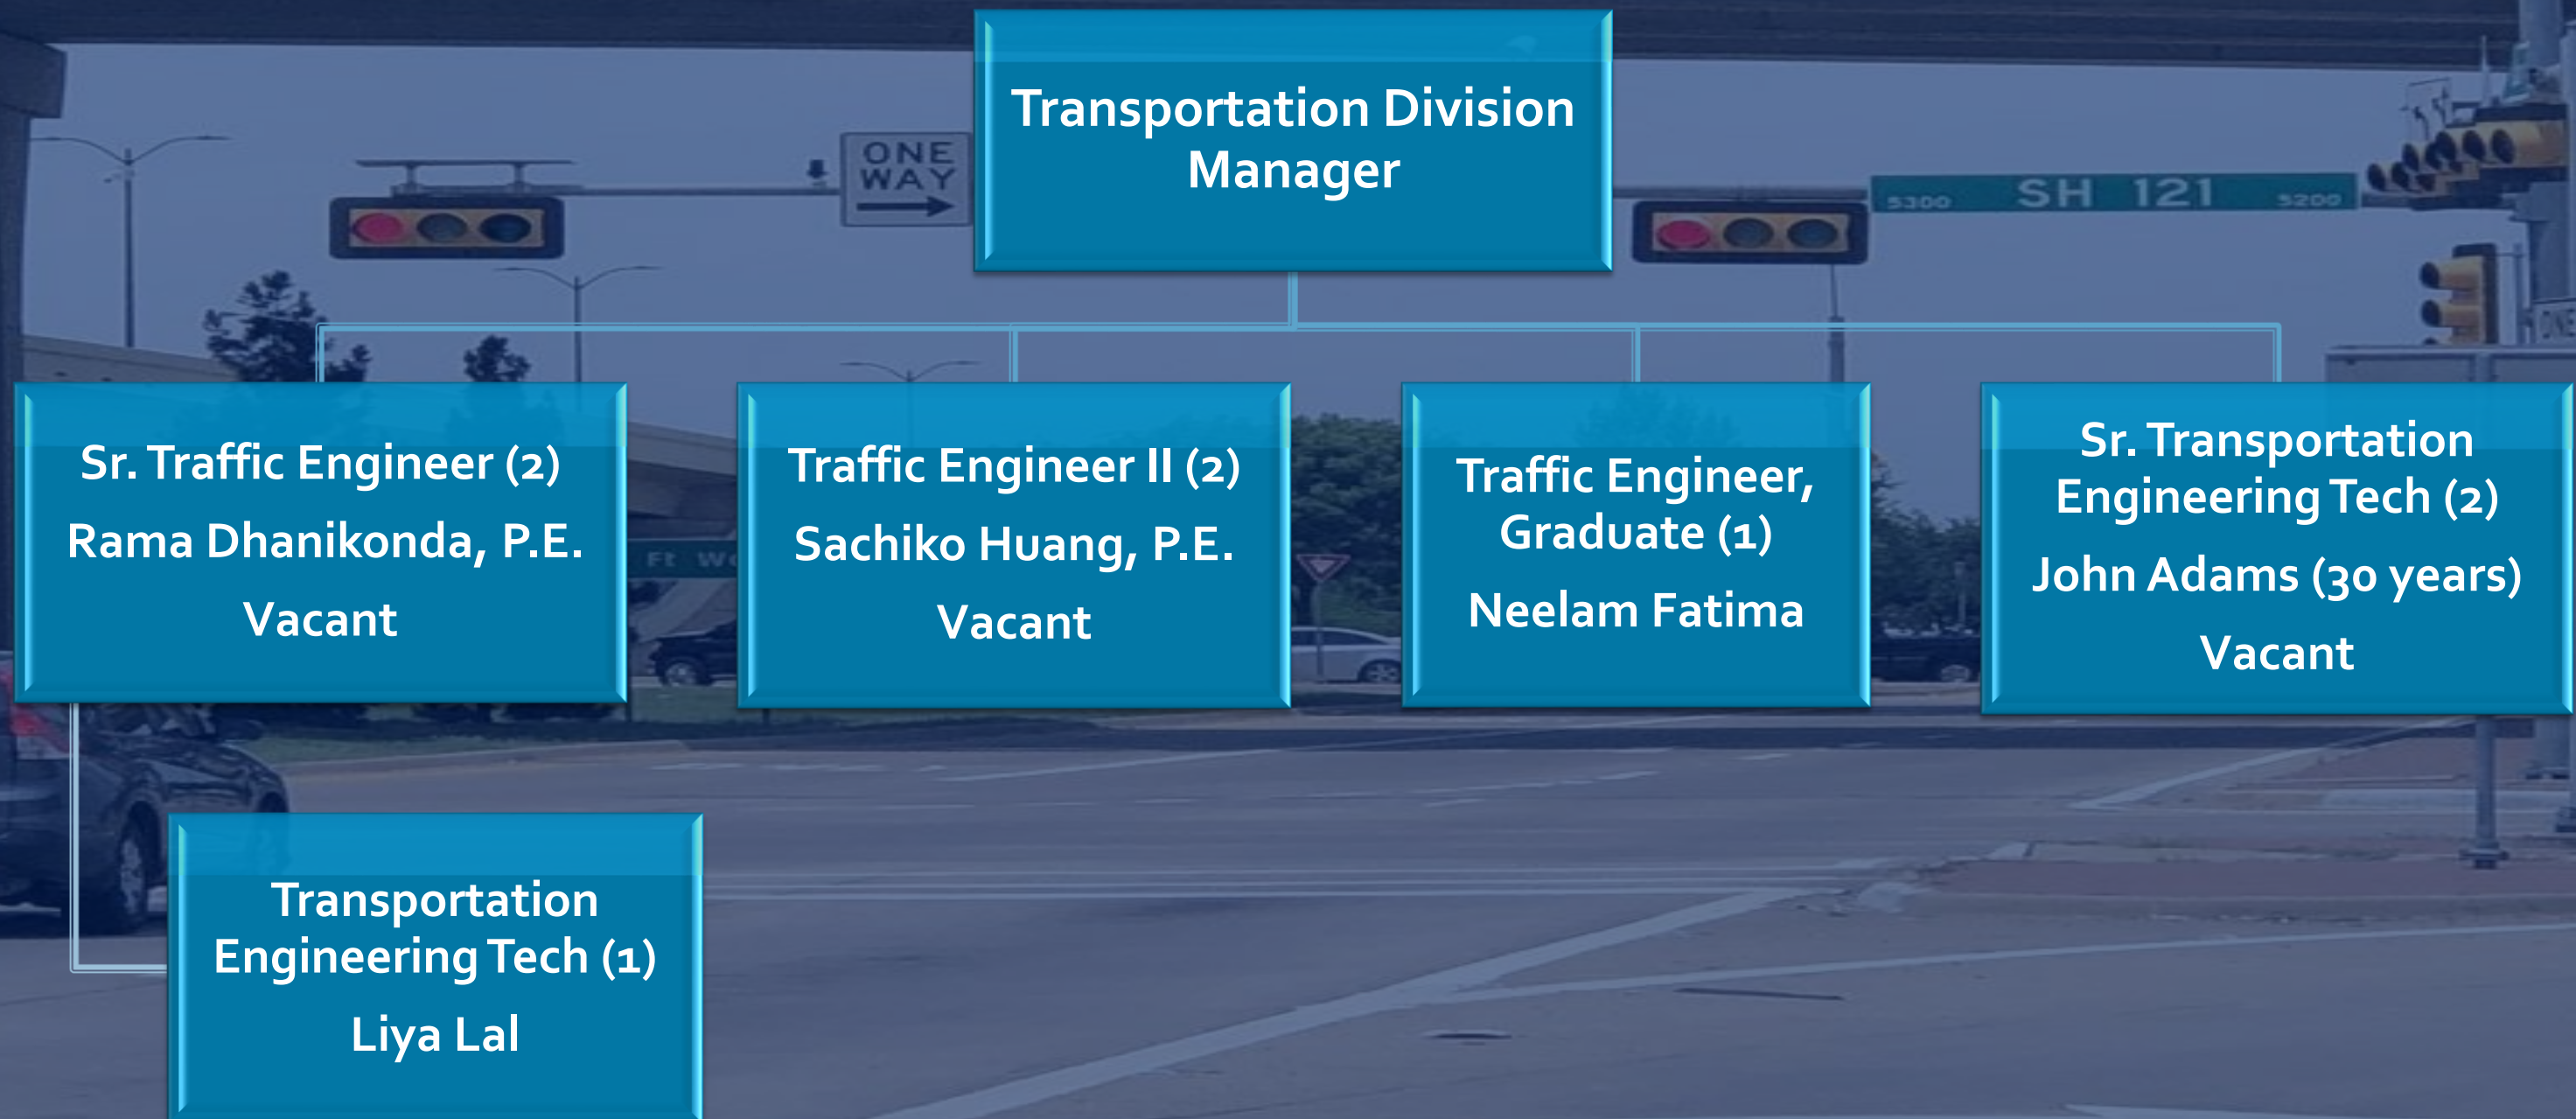 Transportation Division
Manager
ONE
WAY
5300 SH 121 5200
Sr. Traffic Engineer (2)
Rama Dhanikonda, P.E.
Vacant
Traffic Engineer II (2)
Sachiko Huang, P.E.
Vacant
Traffic Engineer,
Graduate (1)
Neelam Fatima
Sr. Transportation
Engineering Tech (2)
John Adams (30 years)
Vacant
Ft
Transportation
Engineering Tech (1)
Liya Lal